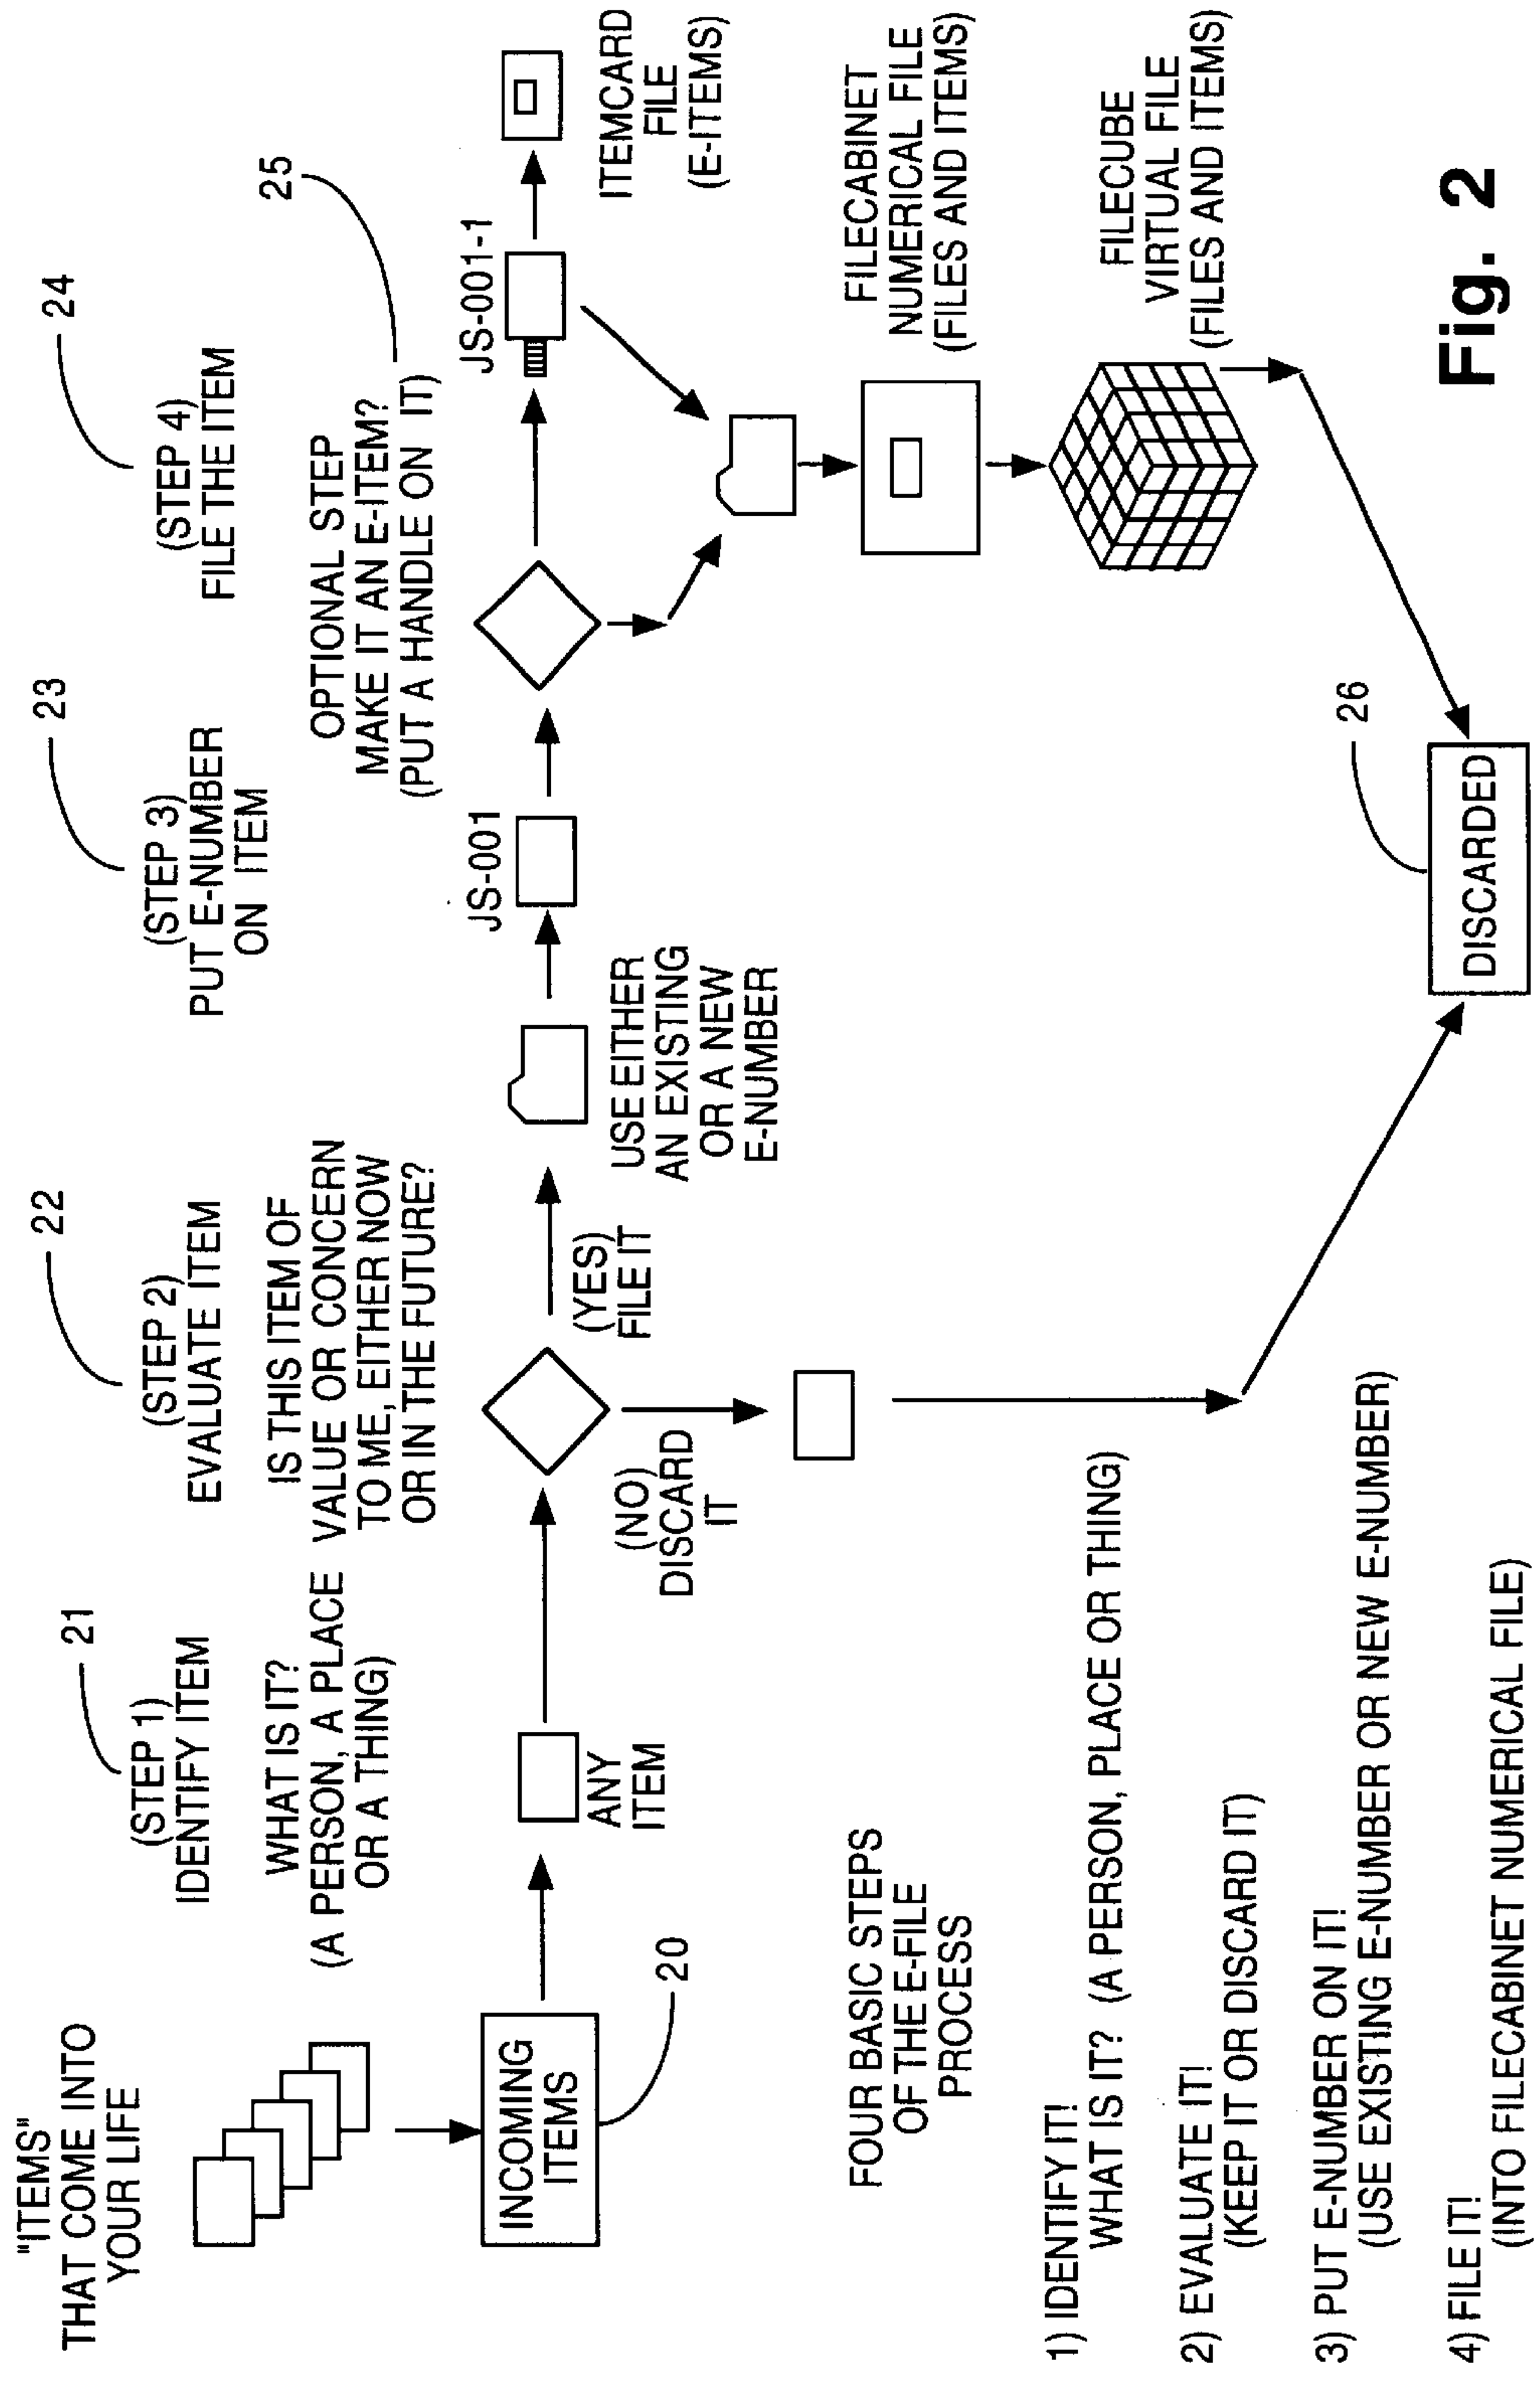 "ITEMS"
THAT COME INTO
YOUR LIFE
INCOMING
ITEMS
20
21
(STEP 1)
IDENTIFY ITEM
WHAT IS IT?
(A PERSON, A PLACE
OR A THING)
ANY
ITEM
22
(STEP 2)
EVALUATE ITEM
IS THIS ITEM OF
VALUE OR CONCERN
TO ME, EITHER NOW
OR IN THE FUTURE?
(YES)
FILE IT
(NO)
DISCARD
IT
23
(STEP 3)
PUT E-NUMBER
ON ITEM
USE EITHER
AN EXISTING
OR A NEW
E-NUMBER
JS-001
24
(STEP 4)
FILE THE ITEM
25
OPTIONAL STEP
MAKE IT AN E-ITEM?
(PUT A HANDLE ON IT)
JS-001-1
ITEMCARD
FILE
(E-ITEMS)
FILECABINET
NUMERICAL FILE
(FILES AND ITEMS)
FILECUBE
VIRTUAL FILE
(FILES AND ITEMS)
26
DISCARDED
FOUR BASIC STEPS
OF THE E-FILE
PROCESS
1) IDENTIFY IT!
WHAT IS IT? (A PERSON, PLACE OR THING)
2) EVALUATE IT!
(KEEP IT OR DISCARD IT)
3) PUT E-NUMBER ON IT!
(USE EXISTING E-NUMBER OR NEW E-NUMBER)
4) FILE IT!
(INTO FILECABINET NUMERICAL FILE)
Fig. 2